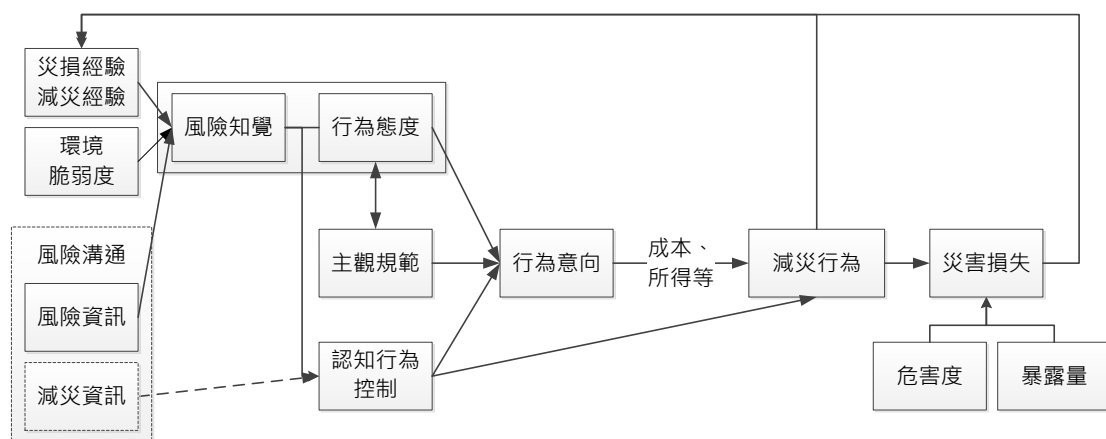 災損經驗
減災經驗
環境
脆弱度
風險溝通
風險資訊
減災資訊
風險知覺
行為態度
主觀規範
認知行為
控制
行為意向
成本、
所得等
減災行為
災害損失
危害度
暴露量